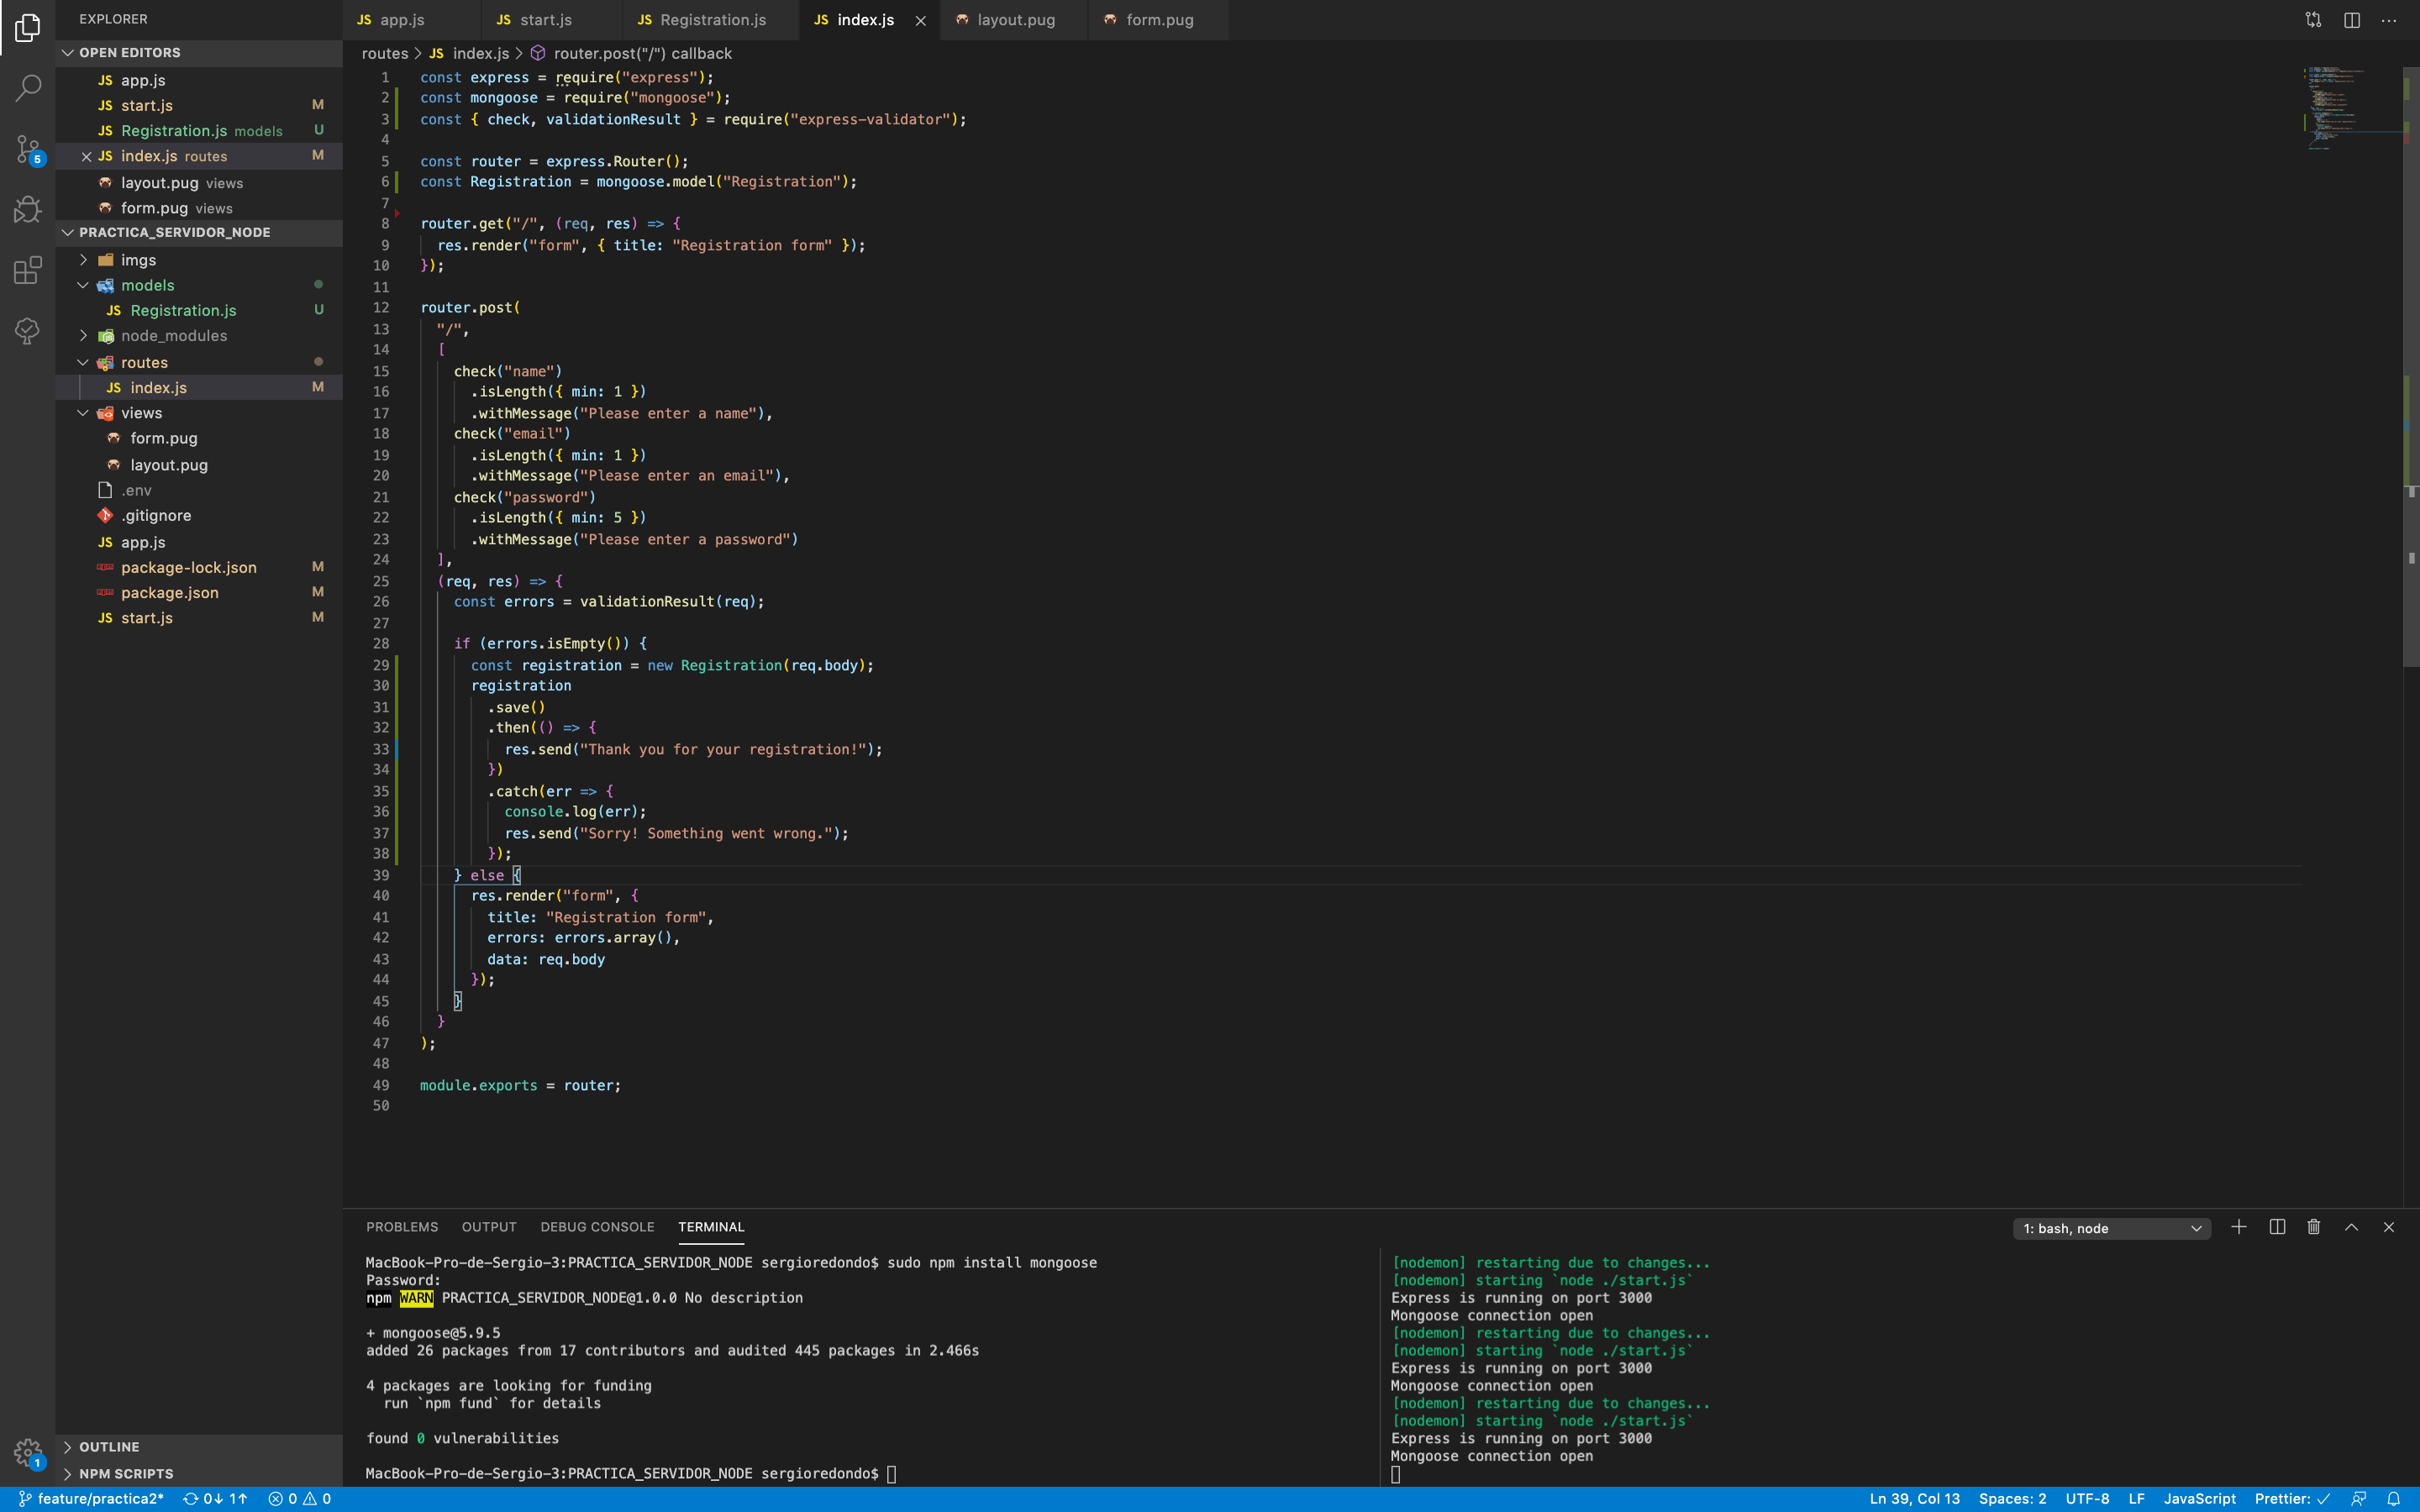 EXPLORER
OPEN EDITORS
JS app.js
JS start.js M
JS Registration.js models U
JS index.js routes M
layout.pug views
form.pug views
PRACTICA_SERVIDOR_NODE
imgs
models
JS Registration.js U
node_modules
routes
JS index.js M
views
form.pug
layout.pug
.env
.gitignore
JS app.js
package-lock.json M
package.json M
JS start.js M
OUTLINE
NPM SCRIPTS
5
1
JS app.js JS start.js JS Registration.js JS index.js layout.pug form.pug
routes > JS index.js > router.post("/") callback
1 const express = require("express");
2 const mongoose = require("mongoose");
3 const { check, validationResult } = require("express-validator");
4
5 const router = express.Router();
6 const Registration = mongoose.model("Registration");
7
8 router.get("/", (req, res) => {
9 res.render("form", { title: "Registration form" });
10 });
11
12 router.post(
13 "/",
14 [
15 check("name")
16 .isLength({ min: 1 })
17 .withMessage("Please enter a name"),
18 check("email")
19 .isLength({ min: 1 })
20 .withMessage("Please enter an email"),
21 check("password")
22 .isLength({ min: 5 })
23 .withMessage("Please enter a password")
24 ],
25 (req, res) => {
26 const errors = validationResult(req);
27
28 if (errors.isEmpty()) {
29 const registration = new Registration(req.body);
30 registration
31 .save()
32 .then(() => {
33 res.send("Thank you for your registration!");
34 })
35 .catch(err => {
36 console.log(err);
37 res.send("Sorry! Something went wrong.");
38 });
39 } else {
40 res.render("form", {
41 title: "Registration form",
42 errors: errors.array(),
43 data: req.body
44 });
45 }
46 }
47 );
48
49 module.exports = router;
50
PROBLEMS OUTPUT DEBUG CONSOLE TERMINAL 1: bash, node
MacBook-Pro-de-Sergio-3:PRACTICA_SERVIDOR_NODE sergioredondo$ sudo npm install mongoose
Password:
npm WARN PRACTICA_SERVIDOR_NODE@1.0.0 No description
+ mongoose@5.9.5
added 26 packages from 17 contributors and audited 445 packages in 2.466s
4 packages are looking for funding
run `npm fund` for details
found 0 vulnerabilities
MacBook-Pro-de-Sergio-3:PRACTICA_SERVIDOR_NODE sergioredondo$
[nodemon] restarting due to changes...
[nodemon] starting `node ./start.js`
Express is running on port 3000
Mongoose connection open
[nodemon] restarting due to changes...
[nodemon] starting `node ./start.js`
Express is running on port 3000
Mongoose connection open
[nodemon] restarting due to changes...
[nodemon] starting `node ./start.js`
Express is running on port 3000
Mongoose connection open
feature/practica2* 0↓ 1↑ 0 0 Ln 39, Col 13 Spaces: 2 UTF-8 LF JavaScript Prettier: ✓